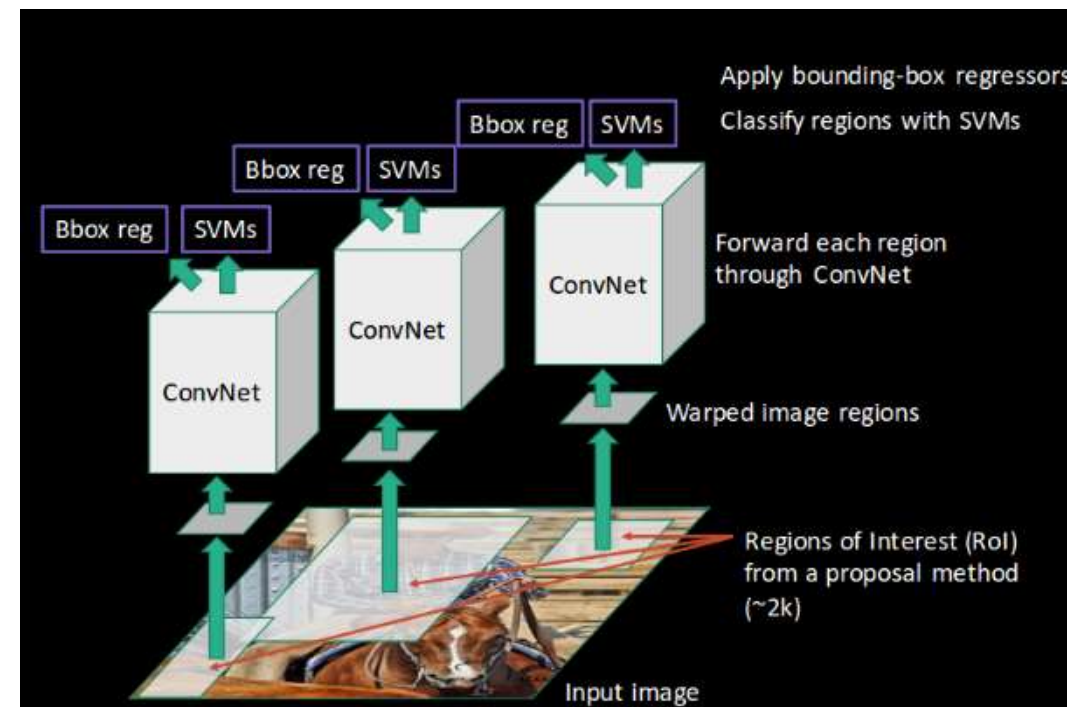 Apply bounding-box regressors
Bbox reg SVMs Classify regions with SVMs
Bbox reg SVMs
Bbox reg SVMs
Forward each region
through ConvNet
ConvNet
ConvNet
ConvNet
Warped image regions
Regions of Interest (RoI)
from a proposal method
(~2k)
Input image